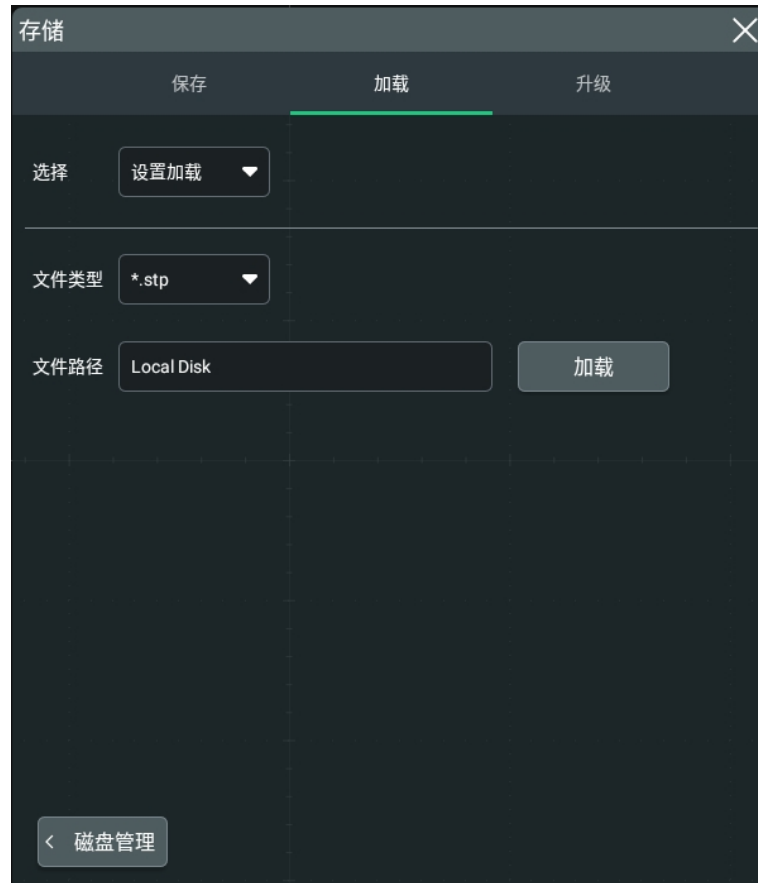 存储
保存 加载 升级
选择 设置加载
文件类型 *.stp
文件路径 Local Disk 加载
磁盘管理